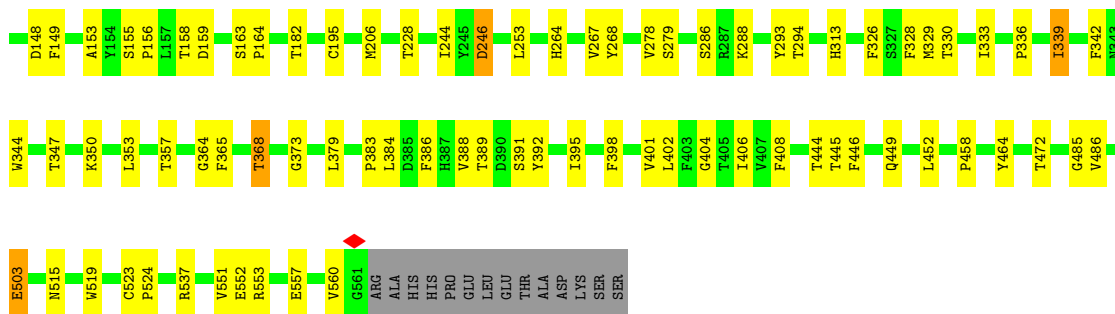 D148 F149 A153 Y154 S155 P156 L157 T158 D159 S163 P164 T182 C195 M206 T228 I244 Y245 D246 L253 H264 V267 Y268 V278 S279 S286 R287 K288 Y293 T294 H313 F326 S327 F328 M329 T330 I333 P336 I339 F342 N343
W344 T347 K350 L353 T357 G364 F365 T368 G373 L379 P383 L384 D385 F386 H387 V388 T389 D390 S391 Y392 I395 F398 V401 L402 F403 G404 T405 I406 V407 F408 T444 T445 F446 Q449 L452 P458 Y464 T472 G485 V486
E503 N515 W519 C523 P524 R537 V551 E552 R553 E557 V560 G561 ARG ALA HIS HIS PRO GLU LEU GLU THR ALA ASP LYS SER SER